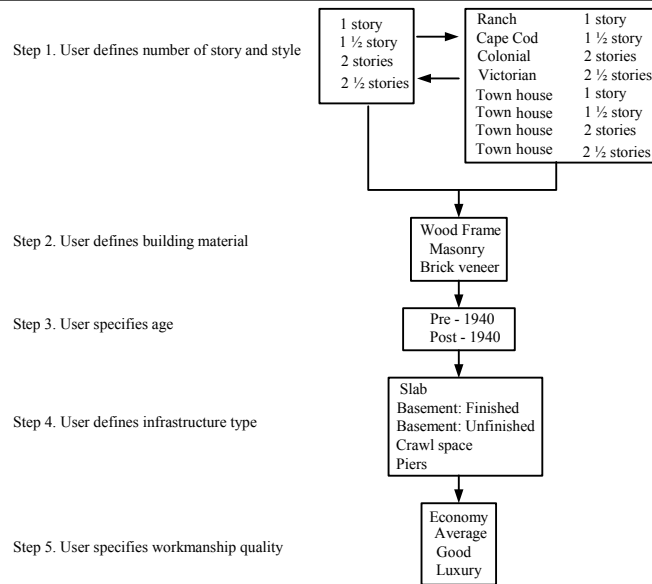 Step 1. User defines number of story and style
1 story
1 ½ story
2 stories
2 ½ stories
Ranch 1 story
Cape Cod 1 ½ story
Colonial 2 stories
Victorian 2 ½ stories
Town house 1 story
Town house 1 ½ story
Town house 2 stories
Town house 2 ½ stories
Step 2. User defines building material
Wood Frame
Masonry
Brick veneer
Step 3. User specifies age
Pre - 1940
Post - 1940
Step 4. User defines infrastructure type
Slab
Basement: Finished
Basement: Unfinished
Crawl space
Piers
Step 5. User specifies workmanship quality
Economy
Average
Good
Luxury